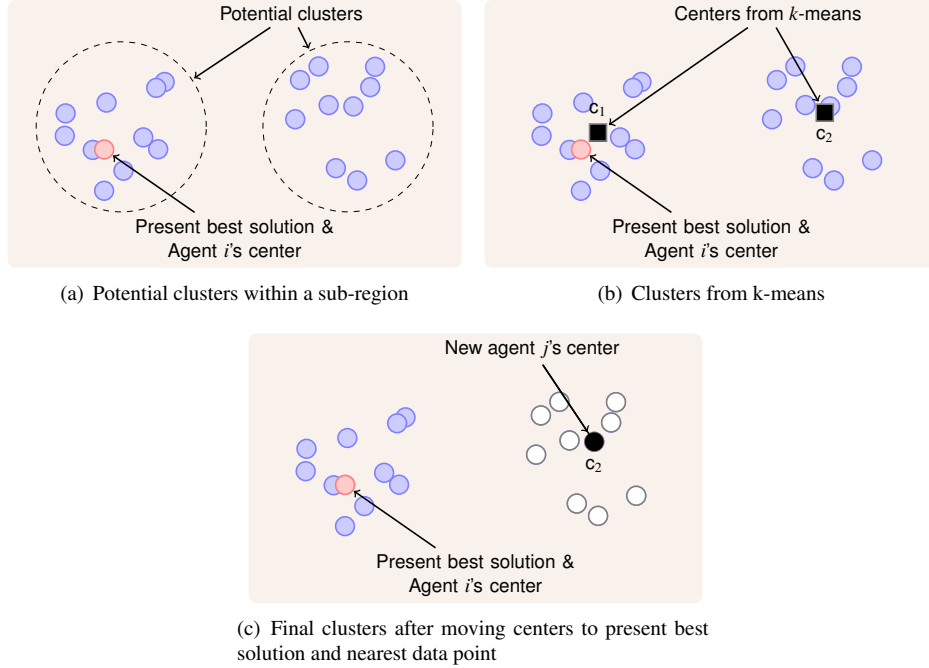 Potential clusters
Present best solution &
Agent i's center
(a) Potential clusters within a sub-region
Centers from k-means
c1
c2
Present best solution &
Agent i's center
(b) Clusters from k-means
New agent j's center
c2
Present best solution &
Agent i's center
(c) Final clusters after moving centers to present best
solution and nearest data point